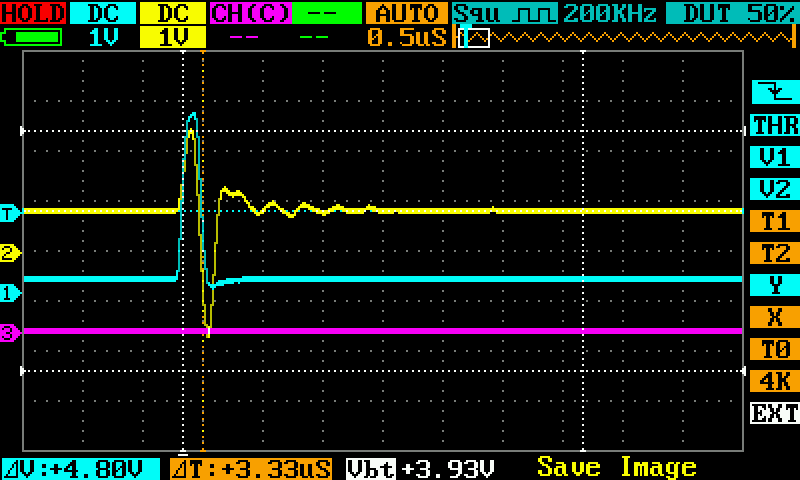 HOLD DC DC CH(C) -- AUTO Squ 200KHz DUT 50%
1V 1V -- -- 0.5uS
THR
V1
V2
T
T1
2
T2
1
Y
X
3
T0
4K
EXT
ΔV:+4.80V ΔT:+3.33uS Vbt+3.93V Save Image